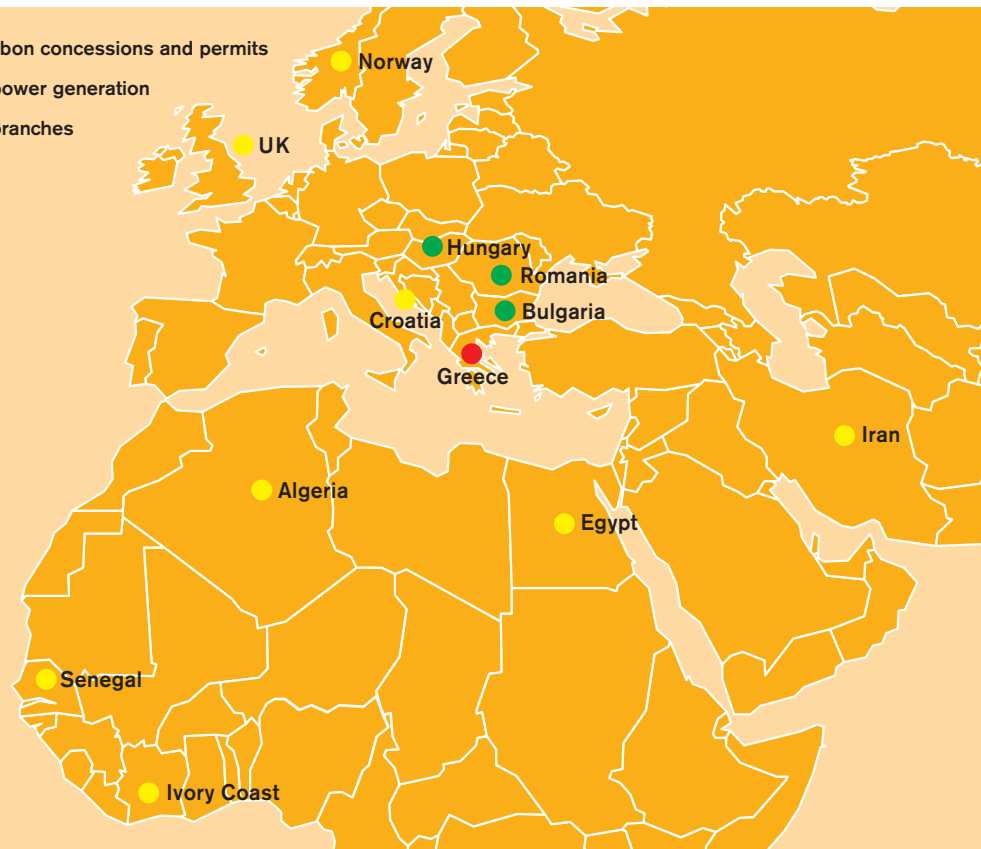 bon concessions and permits
power generation
branches
Norway
UK
Hungary
Romania
Bulgaria
Croatia
Greece
Iran
Algeria
Egypt
Senegal
Ivory Coast